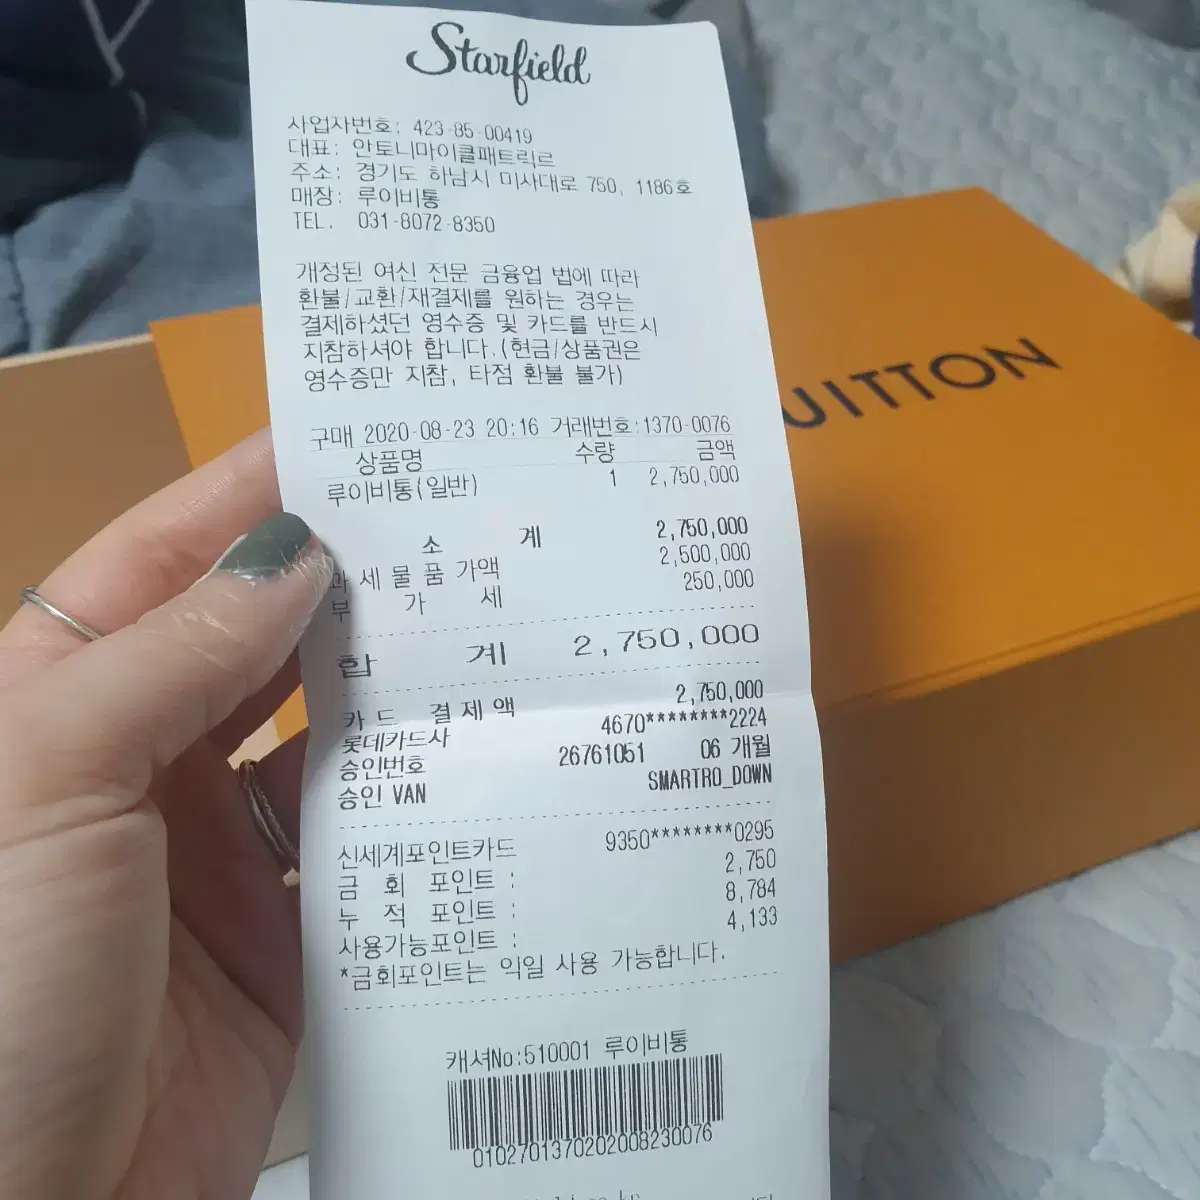 Starfield
사업자번호: 423-85-00419
대표: 안토니마이클패트릭르
주소: 경기도 하남시 미사대로 750, 1186호
매장: 루이비통
TEL. 031-8072-8350
개정된 여신 전문 금융업 법에 따라
환불/교환/재결제를 원하는 경우는
결제하셨던 영수증 및 카드를 반드시
지참하셔야 합니다.(현금/상품권은
영수증만 지참, 타점 환불 불가)
구매 2020-08-23 20:16 거래번호:1370-0076
상품명 수량 금액
루이비통(일반) 1 2,750,000
소 계 2,750,000
과 세 물 품 가액 2,500,000
부 가 세 250,000
합 계 2,750,000
카 드 결 제 액 2,750,000
롯데카드사 4670********2224
승인번호 26761051 06 개월
승인 VAN SMARTRO_DOWN
신세계포인트카드 9350********0295
금 회 포인트 : 2,750
누 적 포인트 : 8,784
사용가능포인트 : 4,133
*금회포인트는 익일 사용 가능합니다.
캐셔No:510001 루이비통
0102701370202008230076
UITTON